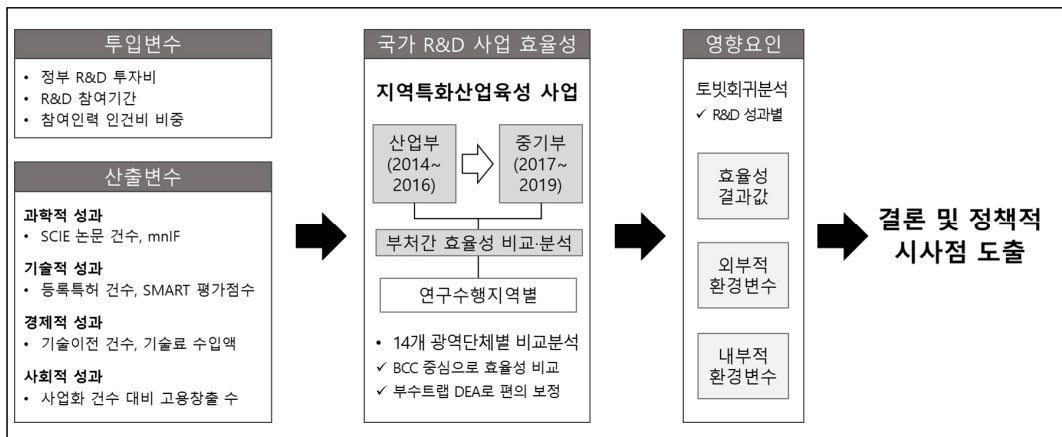 투입변수
• 정부 R&D 투자비
• R&D 참여기간
• 참여인력 인건비 비중
산출변수
과학적 성과
• SCIE 논문 건수, mnIF
기술적 성과
• 등록특허 건수, SMART 평가점수
경제적 성과
• 기술이전 건수, 기술료 수입액
사회적 성과
• 사업화 건수 대비 고용창출 수
국가 R&D 사업 효율성
지역특화산업육성 사업
산업부
(2014~
2016)
중기부
(2017~
2019)
부처간 효율성 비교·분석
연구수행지역별
• 14개 광역단체별 비교분석
✓ BCC 중심으로 효율성 비교
✓ 부수트랩 DEA로 편의 보정
영향요인
토빗회귀분석
✓ R&D 성과별
효율성
결과값
외부적
환경변수
내부적
환경변수
결론 및 정책적
시사점 도출